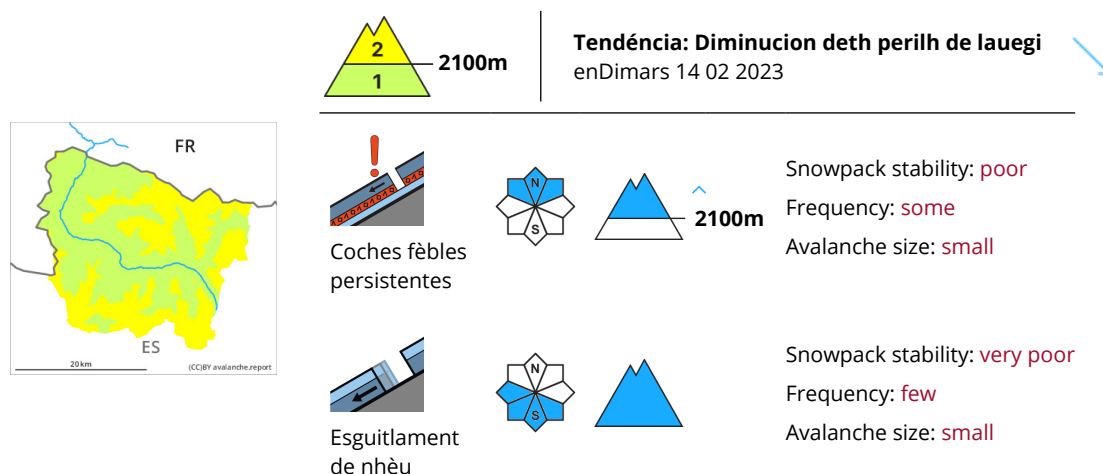 2
1
2100m
Tendéncia: Diminucion deth perilh de lauegi
enDimars 14 02 2023
FR
ES
20 km
(CC)BY avalanche.report
N
S
2100m
Coches fèbles
persistentes
Snowpack stability: poor
Frequency: some
Avalanche size: small
N
S
Esguitlament
de nhèu
Snowpack stability: very poor
Frequency: few
Avalanche size: small